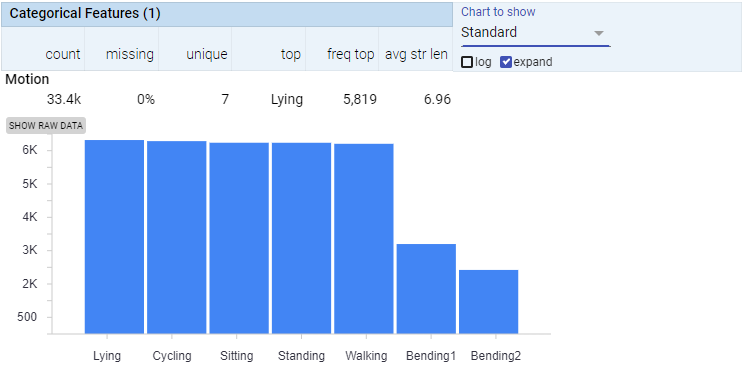 Categorical Features (1)
Chart to show
Standard
count missing unique top freq top avg str len
log expand
Motion
33.4k 0% 7 Lying 5,819 6.96
SHOW RAW DATA
6K
5K
4K
3K
2K
500
Lying Cycling Sitting Standing Walking Bending1 Bending2